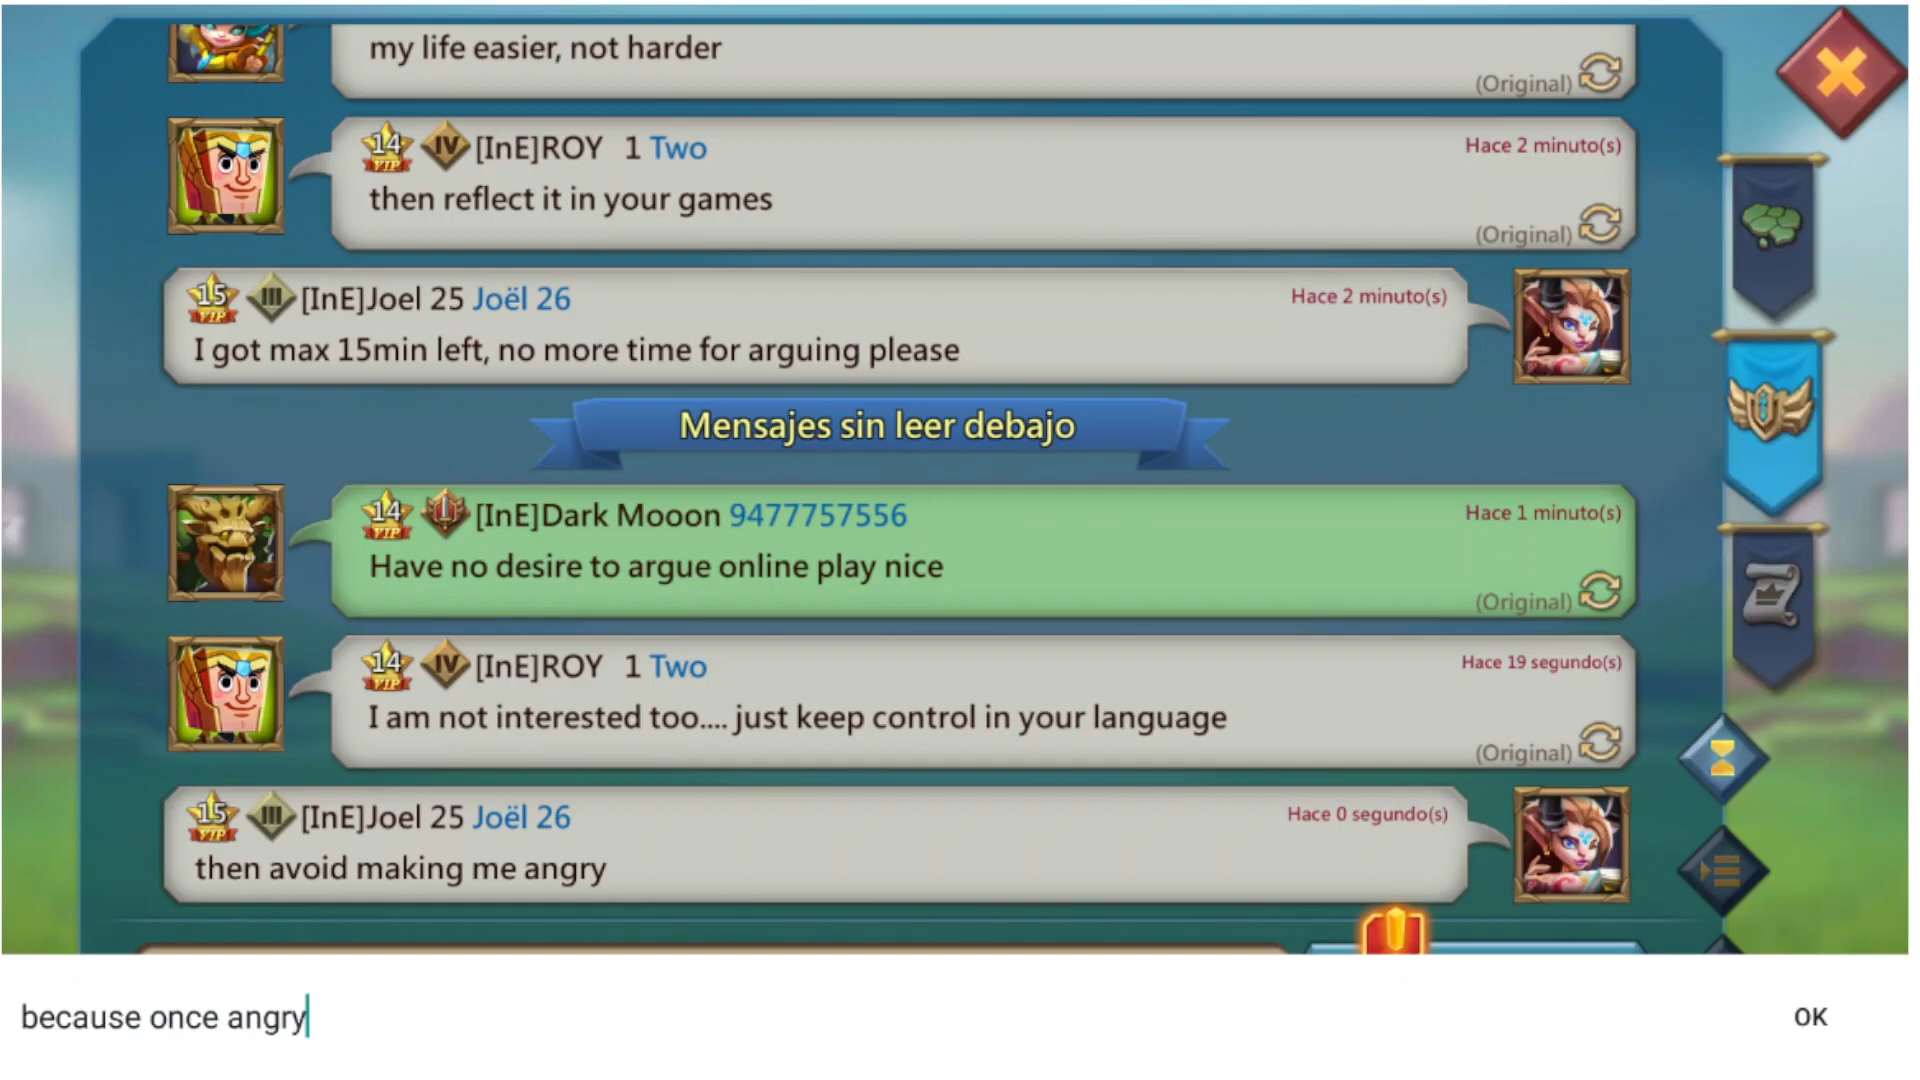 my life easier, not harder
(Original)
14 VIP IV [InE]ROY 1 Two Hace 2 minuto(s)
then reflect it in your games
(Original)
15 VIP III [InE]Joel 25 Joël 26 Hace 2 minuto(s)
I got max 15min left, no more time for arguing please
Mensajes sin leer debajo
14 VIP [InE]Dark Mooon 9477757556 Hace 1 minuto(s)
Have no desire to argue online play nice
(Original)
14 VIP IV [InE]ROY 1 Two Hace 19 segundo(s)
I am not interested too.... just keep control in your language
(Original)
15 VIP III [InE]Joel 25 Joël 26 Hace 0 segundo(s)
then avoid making me angry
because once angry OK